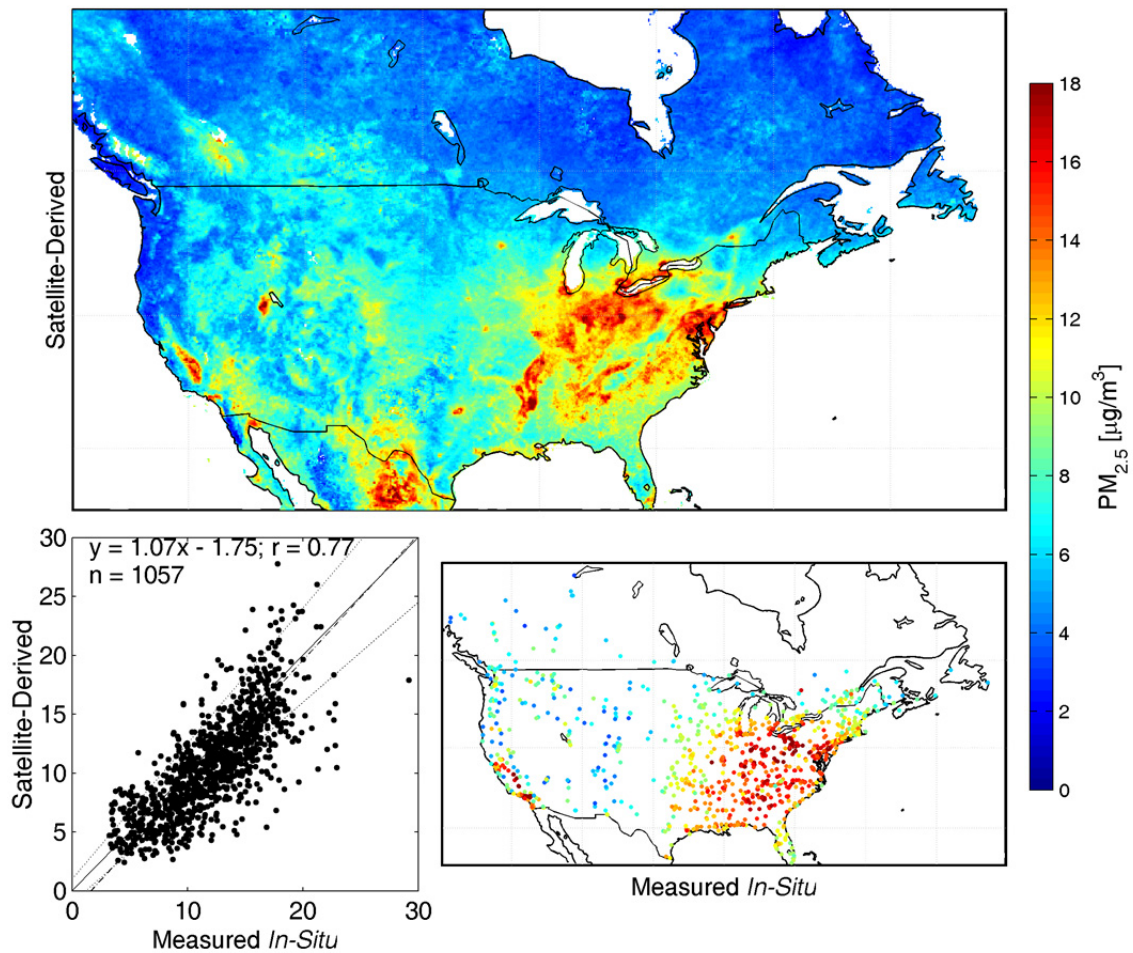 Satellite-Derived
18
16
14
12
10
8
6
4
2
0
PM2.5 [μg/m³]
y = 1.07x - 1.75; r = 0.77
n = 1057
30
25
20
15
10
5
0
Satellite-Derived
0 10 20 30
Measured In-Situ
Measured In-Situ